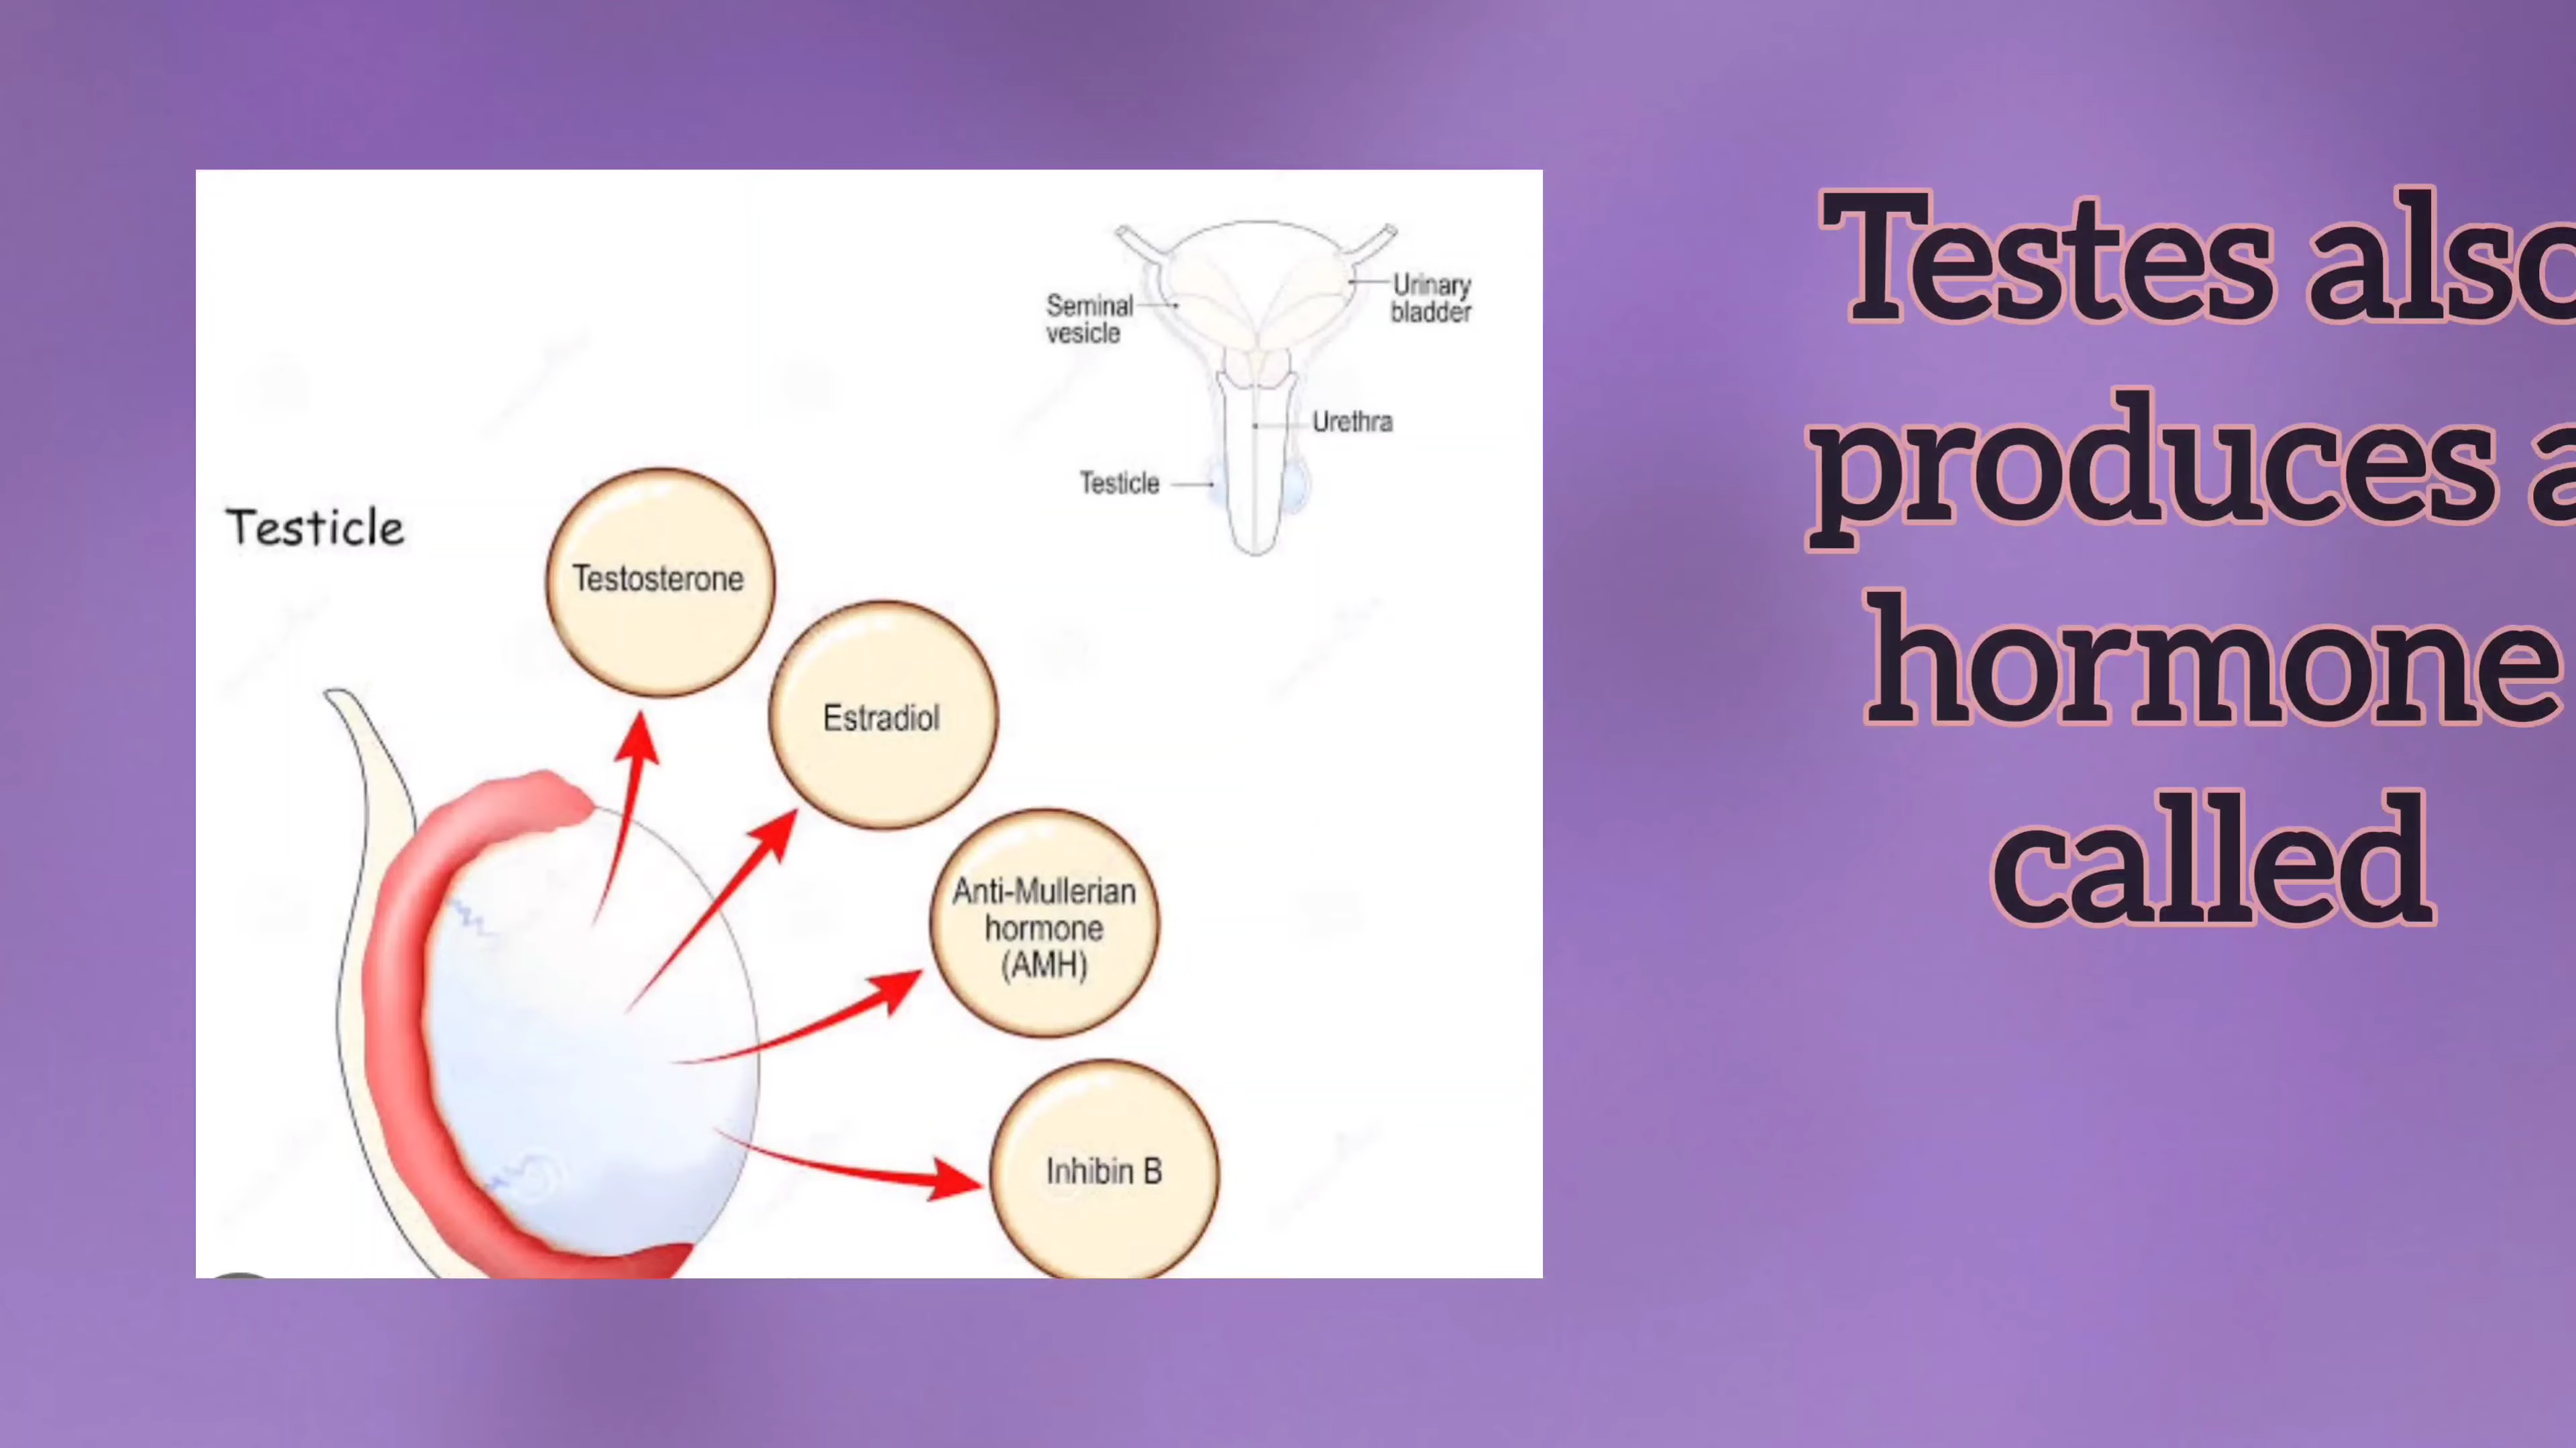 Seminal
vesicle
Urinary
bladder
Urethra
Testicle
Testicle
Testosterone
Estradiol
Anti-Mullerian
hormone
(AMH)
Inhibin B
Testes also
produces a
hormone
called